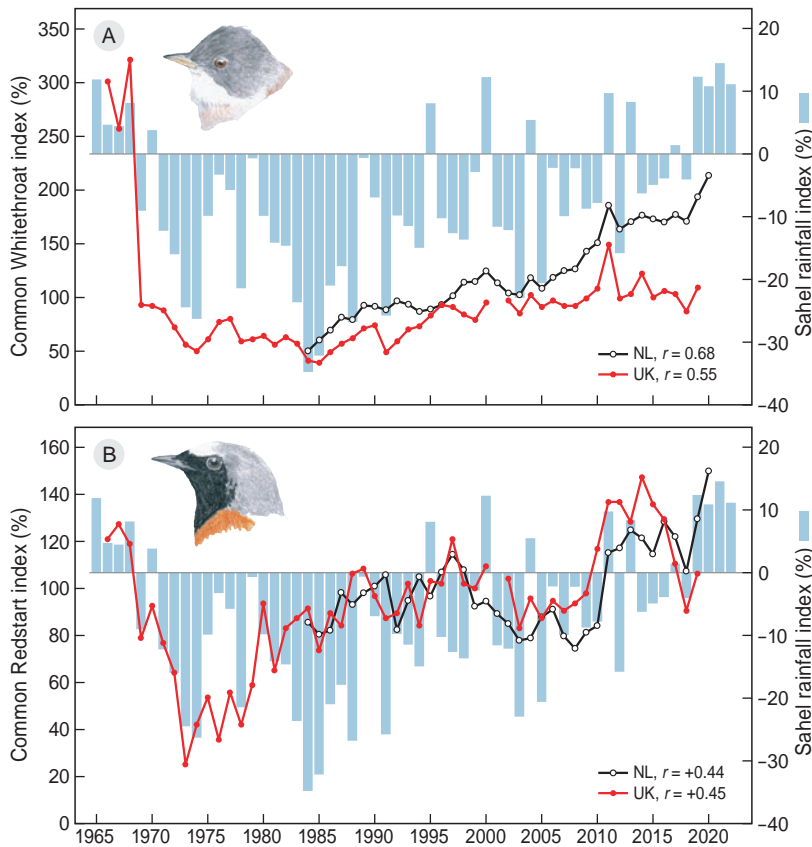 A
Common Whitethroat index (%)
350
300
250
200
150
100
50
0
20
10
0
−10
−20
−30
−40
Sahel rainfall index (%)
NL, r = 0.68
UK, r = 0.55
B
Common Redstart index (%)
160
140
120
100
80
60
40
20
0
20
10
0
−10
−20
−30
−40
Sahel rainfall index (%)
NL, r = +0.44
UK, r = +0.45
1965 1970 1975 1980 1985 1990 1995 2000 2005 2010 2015 2020